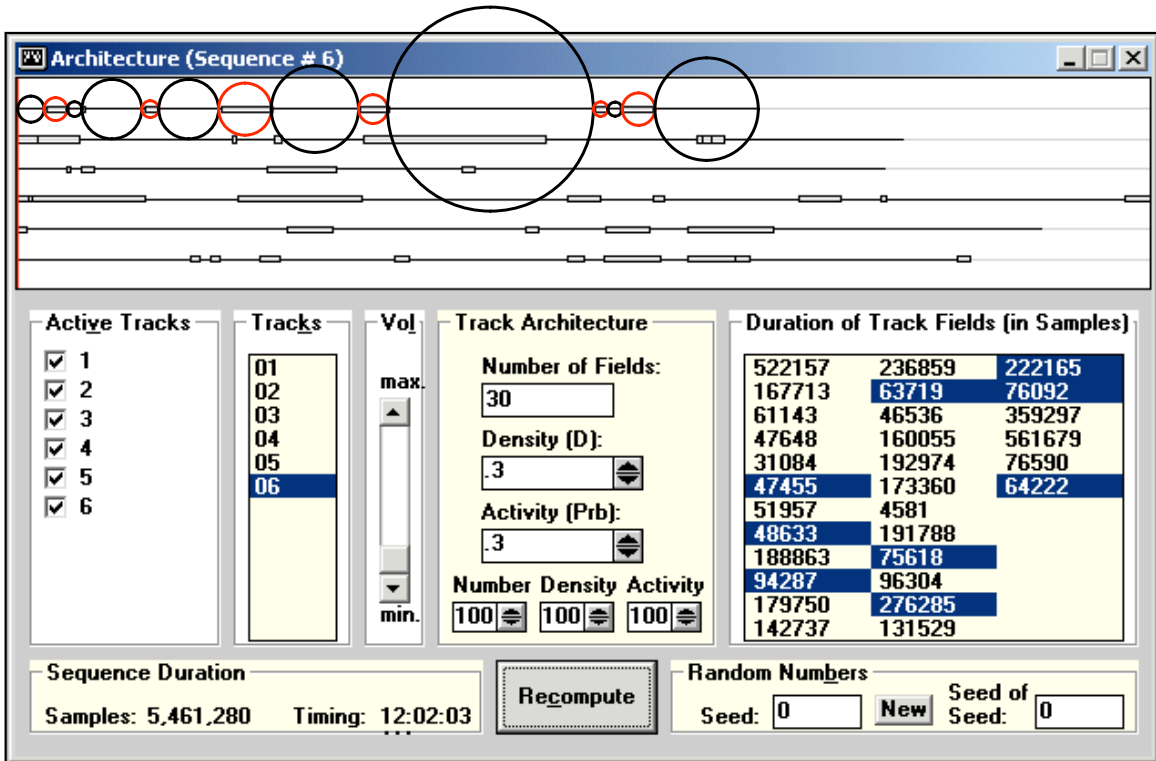 Architecture (Sequence # 6)
Active Tracks
1
2
3
4
5
6
Tracks
01
02
03
04
05
06
Vol
max.
min.
Track Architecture
Number of Fields:
30
Density (D):
.3
Activity (Prb):
.3
Number Density Activity
100 100 100
Duration of Track Fields (in Samples)
522157 236859 222165
167713 63719 76092
61143 46536 359297
47648 160055 561679
31084 192974 76590
47455 173360 64222
51957 4581
48633 191788
188863 75618
94287 96304
179750 276285
142737 131529
Sequence Duration
Samples: 5,461,280 Timing: 12:02:03
...
Recompute
Random Numbers
Seed: 0 New Seed of Seed: 0